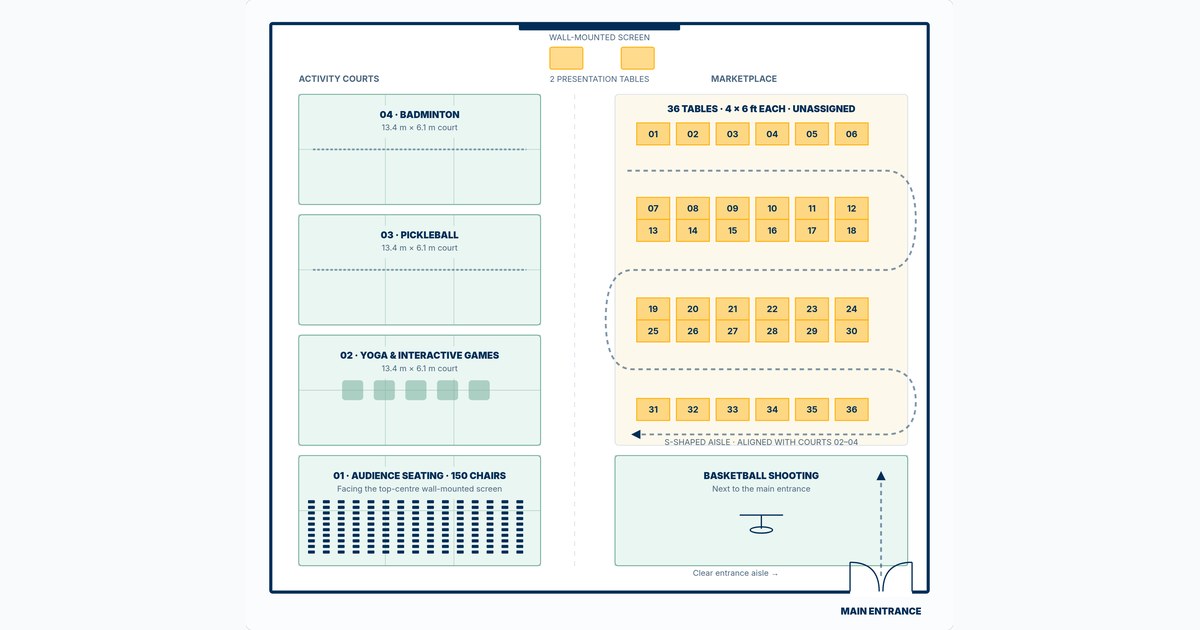 WALL-MOUNTED SCREEN
2 PRESENTATION TABLES
ACTIVITY COURTS
MARKETPLACE
04 · BADMINTON
13.4 m × 6.1 m court
03 · PICKLEBALL
13.4 m × 6.1 m court
02 · YOGA & INTERACTIVE GAMES
13.4 m × 6.1 m court
01 · AUDIENCE SEATING · 150 CHAIRS
Facing the top-centre wall-mounted screen
36 TABLES · 4 × 6 ft EACH · UNASSIGNED
01 02 03 04 05 06
07 08 09 10 11 12
13 14 15 16 17 18
19 20 21 22 23 24
25 26 27 28 29 30
31 32 33 34 35 36
S-SHAPED AISLE · ALIGNED WITH COURTS 02–04
BASKETBALL SHOOTING
Next to the main entrance
Clear entrance aisle →
MAIN ENTRANCE